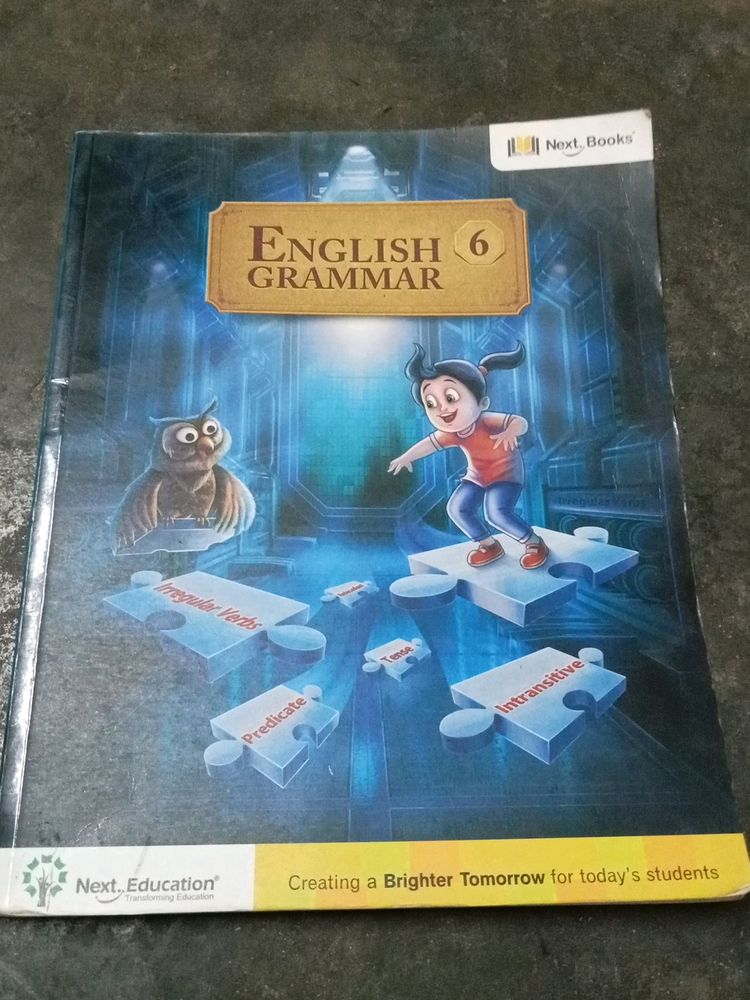 Next Books
ENGLISH
GRAMMAR
6
Irregular Verbs
Irregular Verbs
Tense
Predicate
Intransitive
Next Education®
Transforming Education
Creating a Brighter Tomorrow for today's students